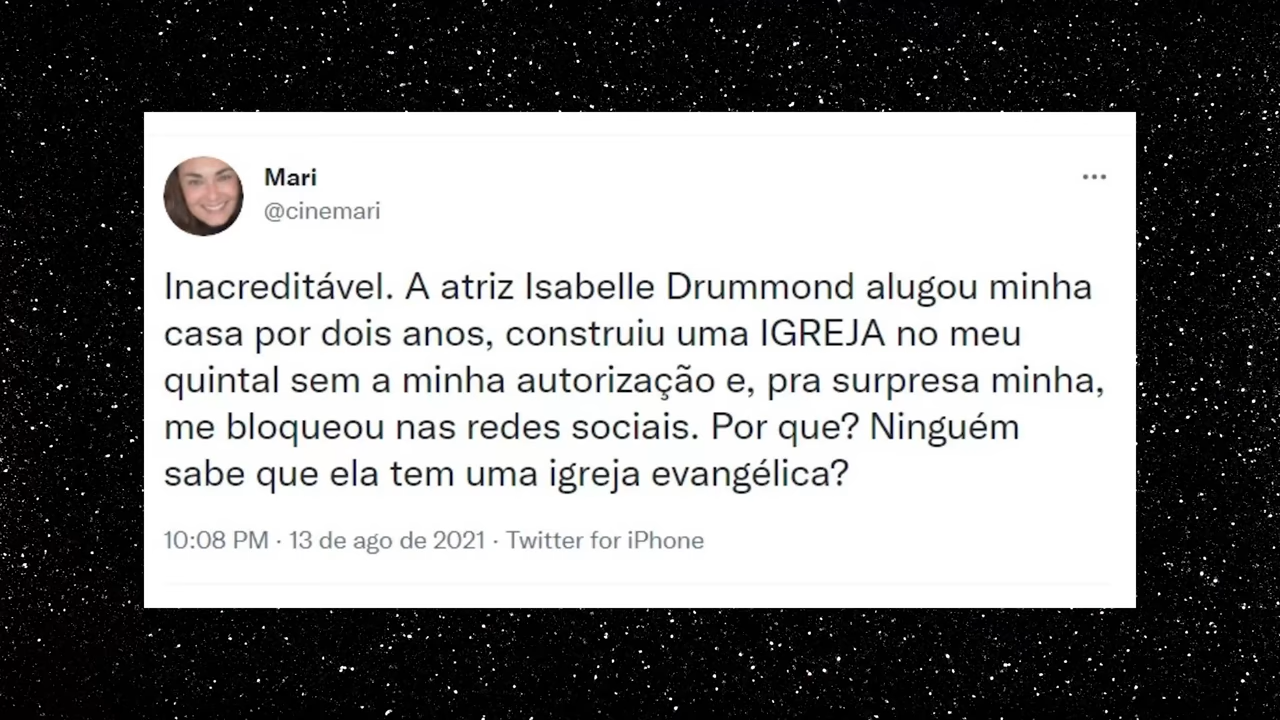 Mari
@cinemari
Inacreditável. A atriz Isabelle Drummond alugou minha
casa por dois anos, construiu uma IGREJA no meu
quintal sem a minha autorização e, pra surpresa minha,
me bloqueou nas redes sociais. Por que? Ninguém
sabe que ela tem uma igreja evangélica?
10:08 PM · 13 de ago de 2021 · Twitter for iPhone